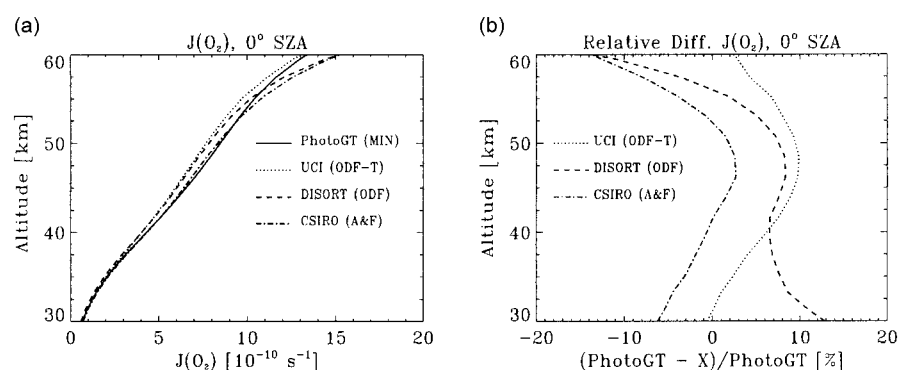 (a)
J(O₂), 0° SZA
60
50
40
30
Altitude [km]
PhotoGT (MIN)
UCI (ODF-T)
DISORT (ODF)
CSIRO (A&F)
0 5 10 15 20
J(O₂) [10⁻¹⁰ s⁻¹]
(b)
Relative Diff. J(O₂), 0° SZA
60
50
40
30
Altitude [km]
UCI (ODF-T)
DISORT (ODF)
CSIRO (A&F)
-20 -10 0 10 20
(PhotoGT - X)/PhotoGT [%]